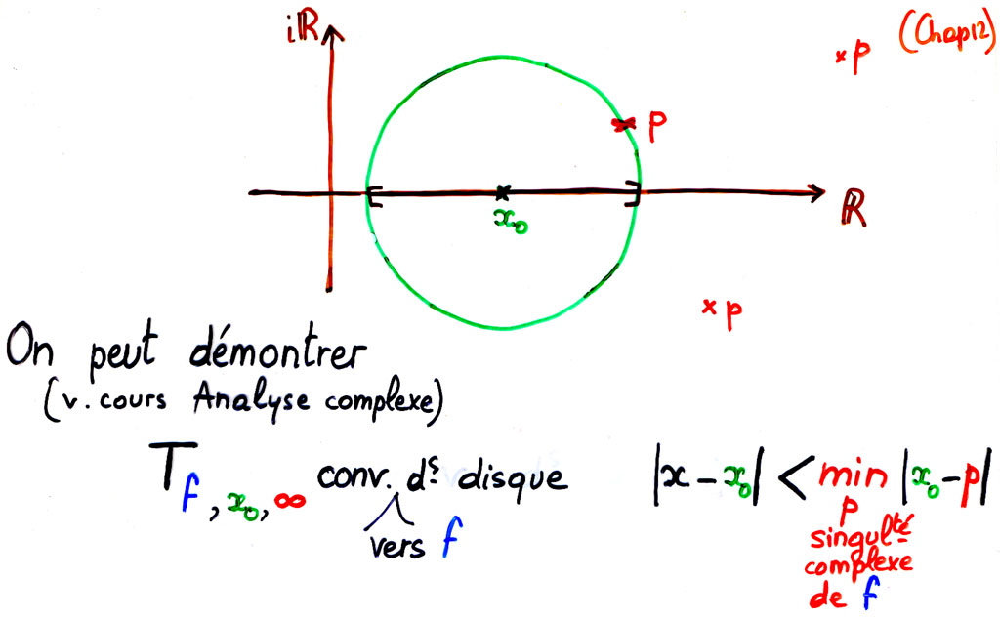 iℝ
p (Chap12)
p
x₀ ℝ
p
On peut démontrer
(v. cours Analyse complexe)
T f, x₀, ∞ conv. dˢ disque |x - x₀| < min |x₀ - p|
vers f
p
singulᵗᵉ
complexe
de f